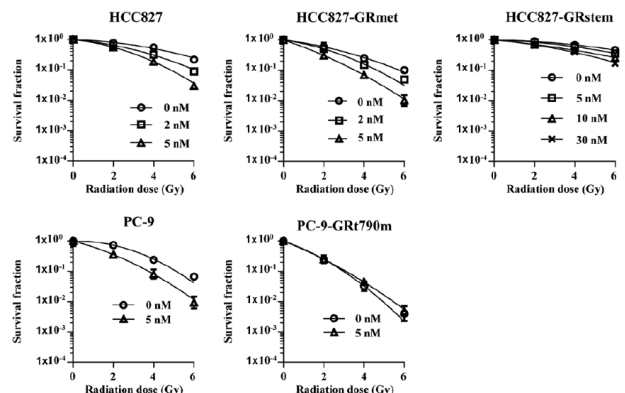 HCC827
HCC827-GRmet
HCC827-GRstem
Survival fraction
1x10⁰
1x10⁻¹
1x10⁻²
1x10⁻³
1x10⁻⁴
0 nM
2 nM
5 nM
0 2 4 6
Radiation dose (Gy)
Survival fraction
1x10⁰
1x10⁻¹
1x10⁻²
1x10⁻³
1x10⁻⁴
0 nM
2 nM
5 nM
0 2 4 6
Radiation dose (Gy)
Survival fraction
1x10⁰
1x10⁻¹
1x10⁻²
1x10⁻³
1x10⁻⁴
0 nM
5 nM
10 nM
30 nM
0 2 4 6
Radiation dose (Gy)
PC-9
PC-9-GRt790m
Survival fraction
1x10⁰
1x10⁻¹
1x10⁻²
1x10⁻³
1x10⁻⁴
0 nM
5 nM
0 2 4 6
Radiation dose (Gy)
Survival fraction
1x10⁰
1x10⁻¹
1x10⁻²
1x10⁻³
1x10⁻⁴
0 nM
5 nM
0 2 4 6
Radiation dose (Gy)